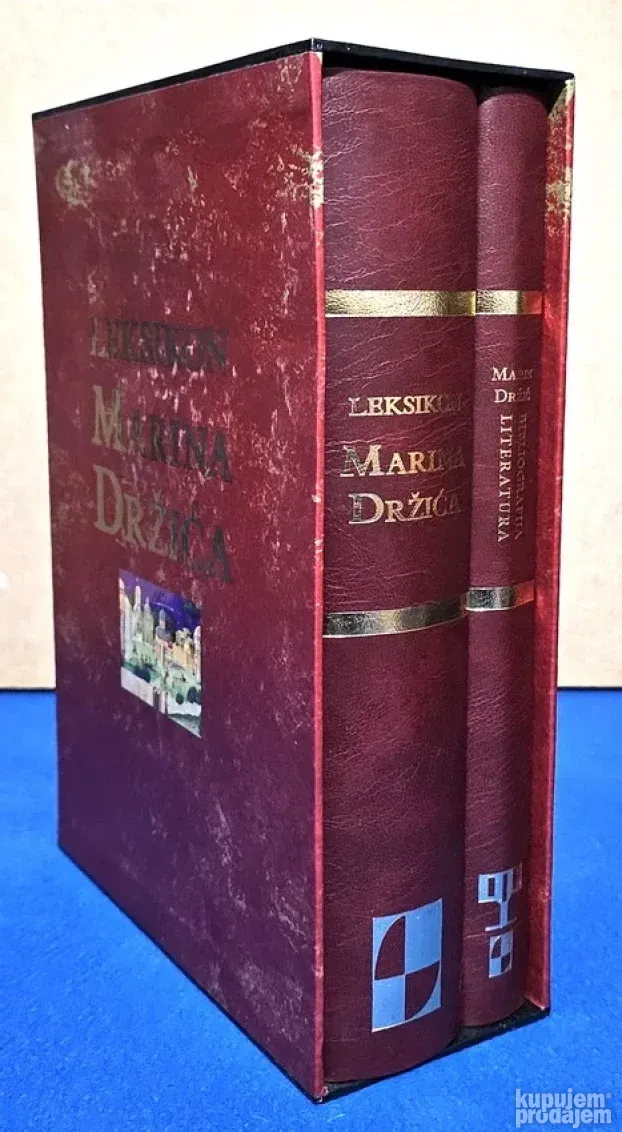 LEKSIKON
MARINA
DRŽIĆA
LEKSIKON
MARINA
DRŽIĆA
MARIN
DRŽIĆ
BIBLIOGRAFIJA
LITERATURA
kupujem
prodajem